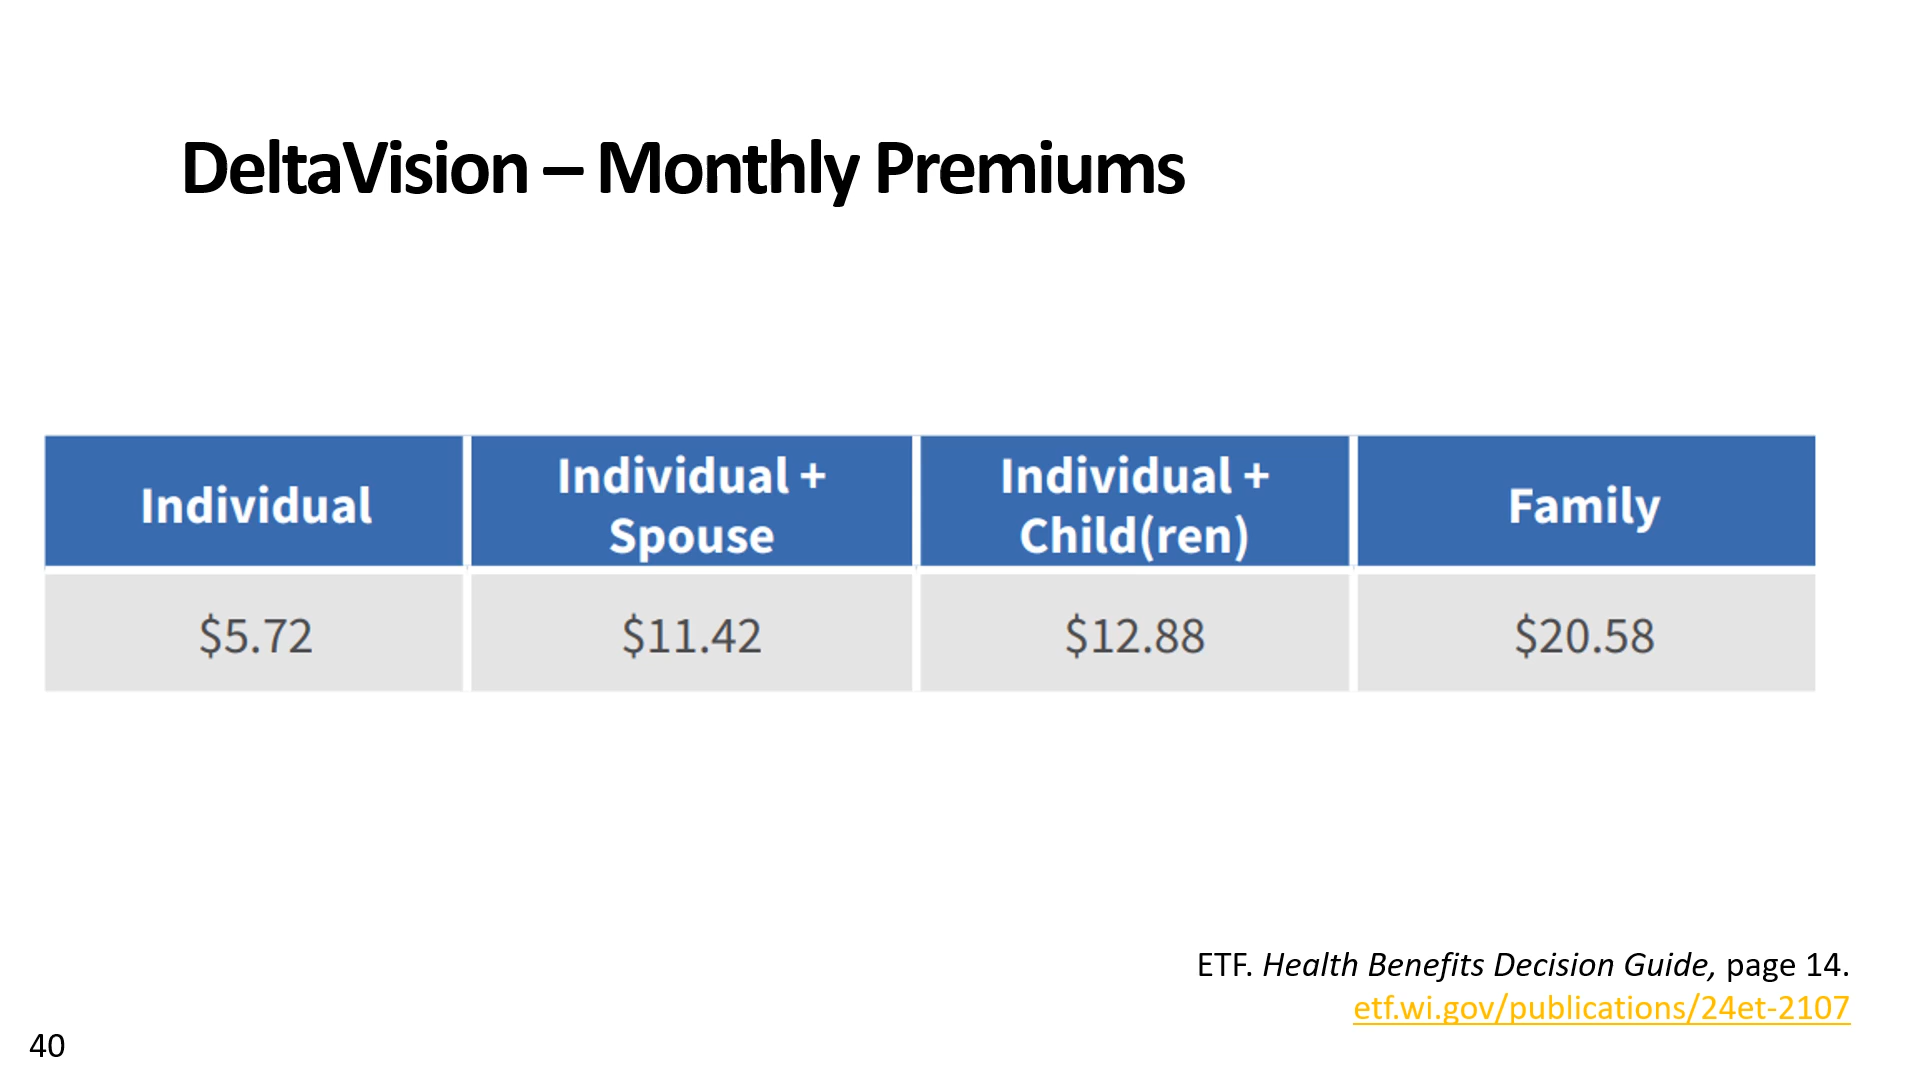 DeltaVision – Monthly Premiums
Individual
Individual +
Spouse
Individual +
Child(ren)
Family
$5.72
$11.42
$12.88
$20.58
ETF. Health Benefits Decision Guide, page 14.
etf.wi.gov/publications/24et-2107
40